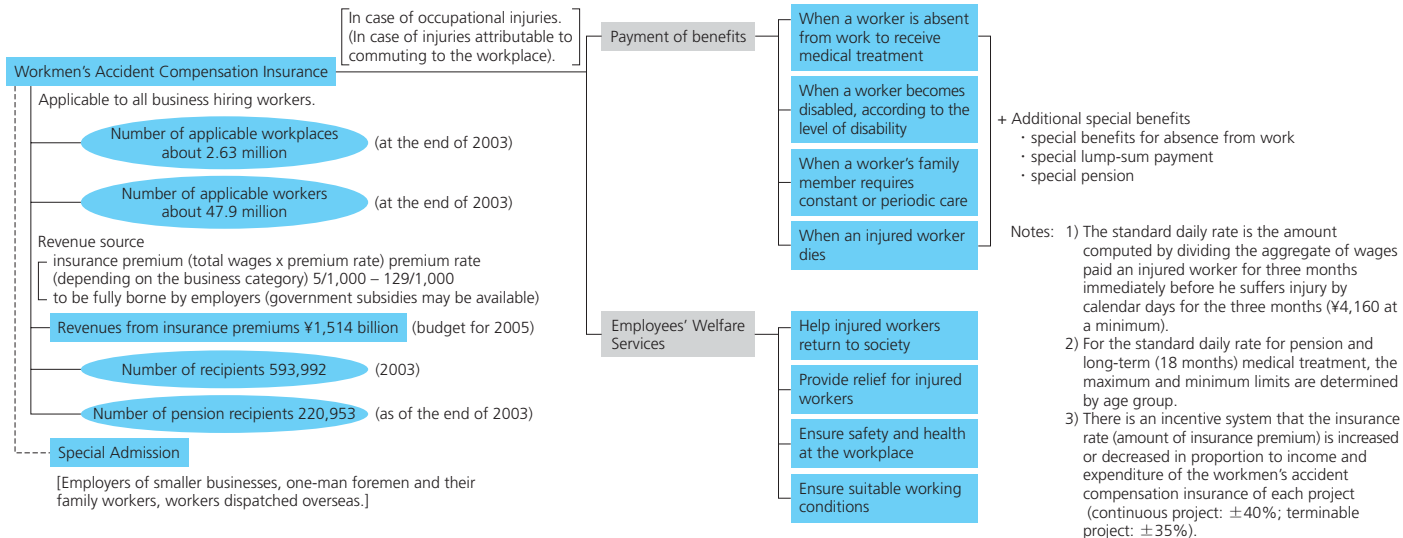 Workmen's Accident Compensation Insurance
[In case of occupational injuries.
(In case of injuries attributable to
commuting to the workplace).]
Applicable to all business hiring workers.
Number of applicable workplaces
about 2.63 million
(at the end of 2003)
Number of applicable workers
about 47.9 million
(at the end of 2003)
Revenue source
insurance premium (total wages x premium rate) premium rate
(depending on the business category) 5/1,000 – 129/1,000
to be fully borne by employers (government subsidies may be available)
Revenues from insurance premiums ¥1,514 billion (budget for 2005)
Number of recipients 593,992 (2003)
Number of pension recipients 220,953 (as of the end of 2003)
Special Admission
[Employers of smaller businesses, one-man foremen and their
family workers, workers dispatched overseas.]
Payment of benefits
When a worker is absent
from work to receive
medical treatment
When a worker becomes
disabled, according to the
level of disability
When a worker's family
member requires
constant or periodic care
When an injured worker
dies
+ Additional special benefits
・special benefits for absence from work
・special lump-sum payment
・special pension
Employees' Welfare
Services
Help injured workers
return to society
Provide relief for injured
workers
Ensure safety and health
at the workplace
Ensure suitable working
conditions
Notes: 1) The standard daily rate is the amount
computed by dividing the aggregate of wages
paid an injured worker for three months
immediately before he suffers injury by
calendar days for the three months (¥4,160 at
a minimum).
2) For the standard daily rate for pension and
long-term (18 months) medical treatment, the
maximum and minimum limits are determined
by age group.
3) There is an incentive system that the insurance
rate (amount of insurance premium) is increased
or decreased in proportion to income and
expenditure of the workmen's accident
compensation insurance of each project
(continuous project: ±40%; terminable
project: ±35%).